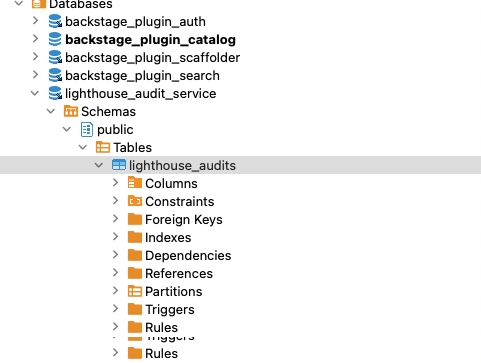 Databases
backstage_plugin_auth
backstage_plugin_catalog
backstage_plugin_scaffolder
backstage_plugin_search
lighthouse_audit_service
Schemas
public
Tables
lighthouse_audits
Columns
Constraints
Foreign Keys
Indexes
Dependencies
References
Partitions
Triggers
Rules
Triggers
Rules